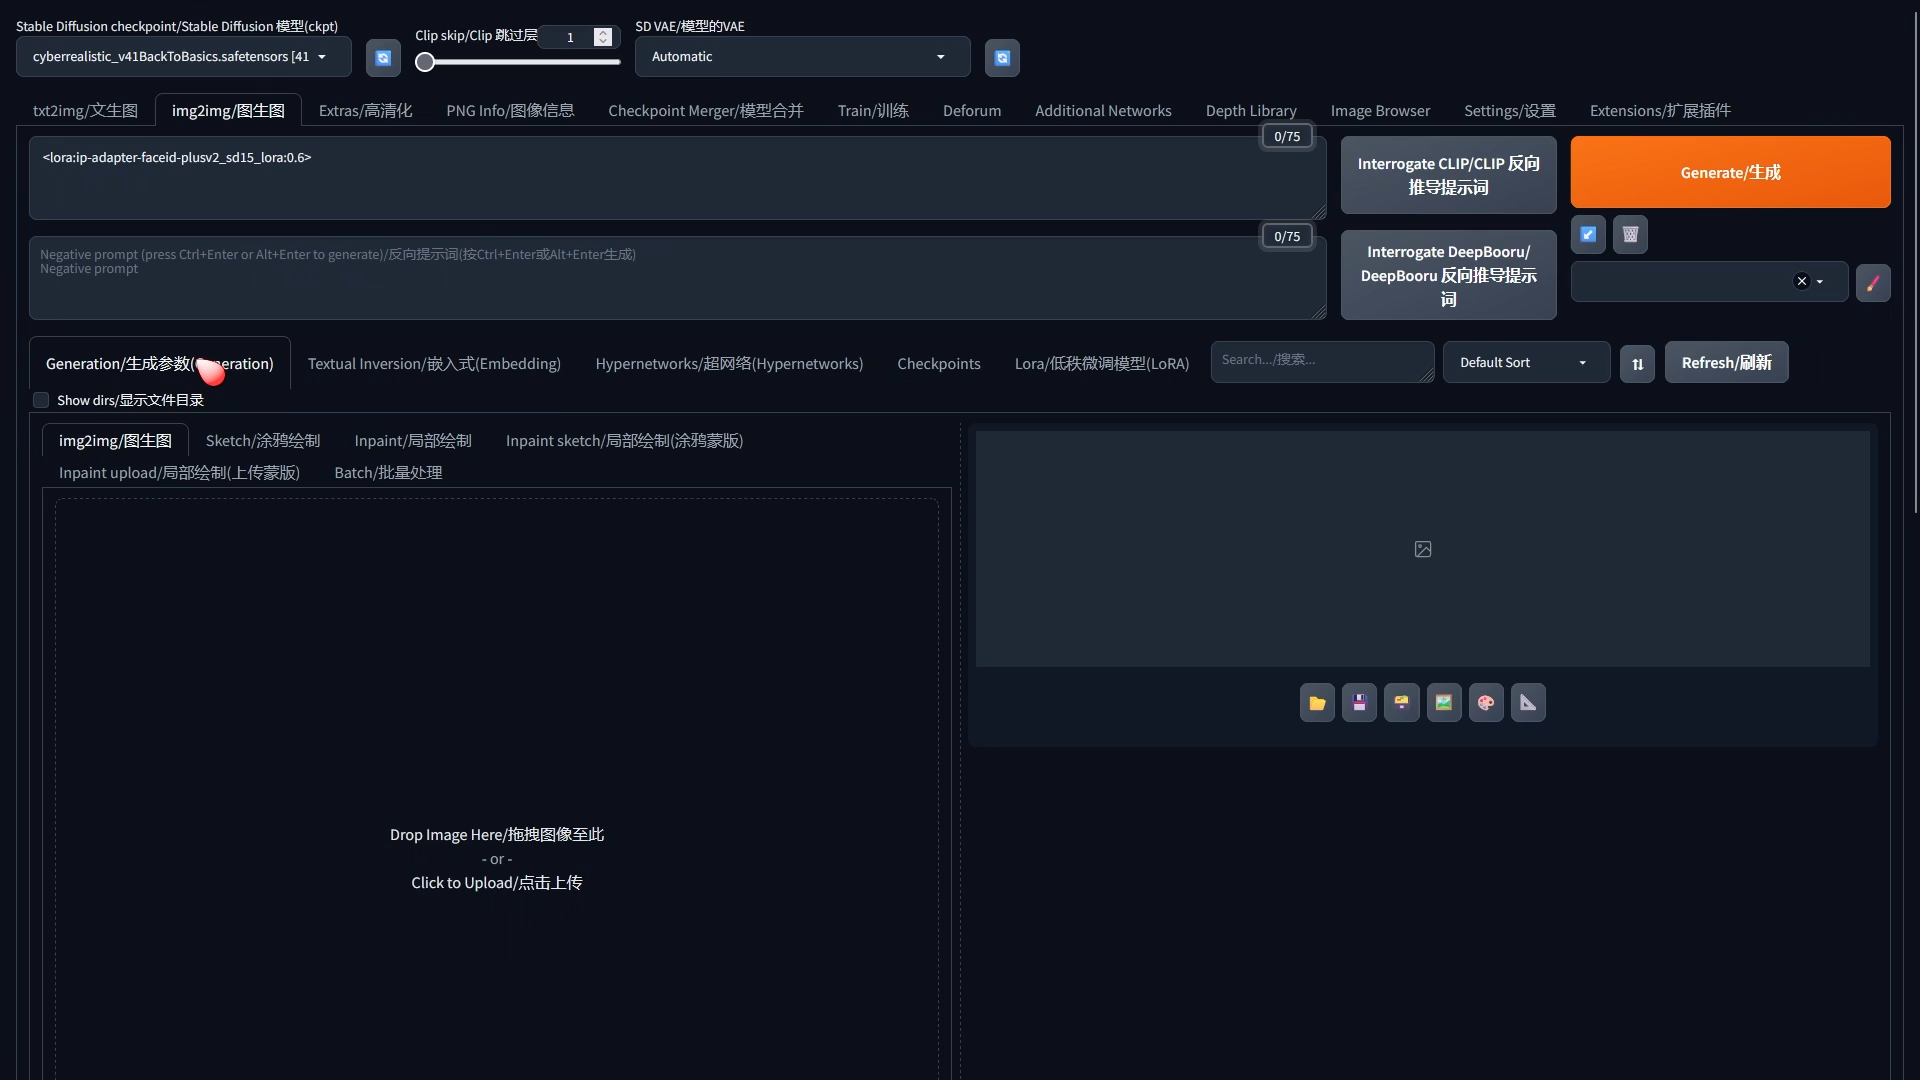 Stable Diffusion checkpoint/Stable Diffusion 模型(ckpt)
cyberrealistic_v41BackToBasics.safetensors [41
Clip skip/Clip 跳过层
1
SD VAE/模型的VAE
Automatic
txt2img/文生图
img2img/图生图
Extras/高清化
PNG Info/图像信息
Checkpoint Merger/模型合并
Train/训练
Deforum
Additional Networks
Depth Library
Image Browser
Settings/设置
Extensions/扩展插件
0/75
<lora:ip-adapter-faceid-plusv2_sd15_lora:0.6>
Interrogate CLIP/CLIP 反向
推导提示词
Generate/生成
0/75
Negative prompt (press Ctrl+Enter or Alt+Enter to generate)/反向提示词(按Ctrl+Enter或Alt+Enter生成)
Negative prompt
Interrogate DeepBooru/
DeepBooru 反向推导提示
词
Generation/生成参数(Generation)
Textual Inversion/嵌入式(Embedding)
Hypernetworks/超网络(Hypernetworks)
Checkpoints
Lora/低秩微调模型(LoRA)
Search.../搜索...
Default Sort
Refresh/刷新
Show dirs/显示文件目录
img2img/图生图
Sketch/涂鸦绘制
Inpaint/局部绘制
Inpaint sketch/局部绘制(涂鸦蒙版)
Inpaint upload/局部绘制(上传蒙版)
Batch/批量处理
Drop Image Here/拖拽图像至此
- or -
Click to Upload/点击上传